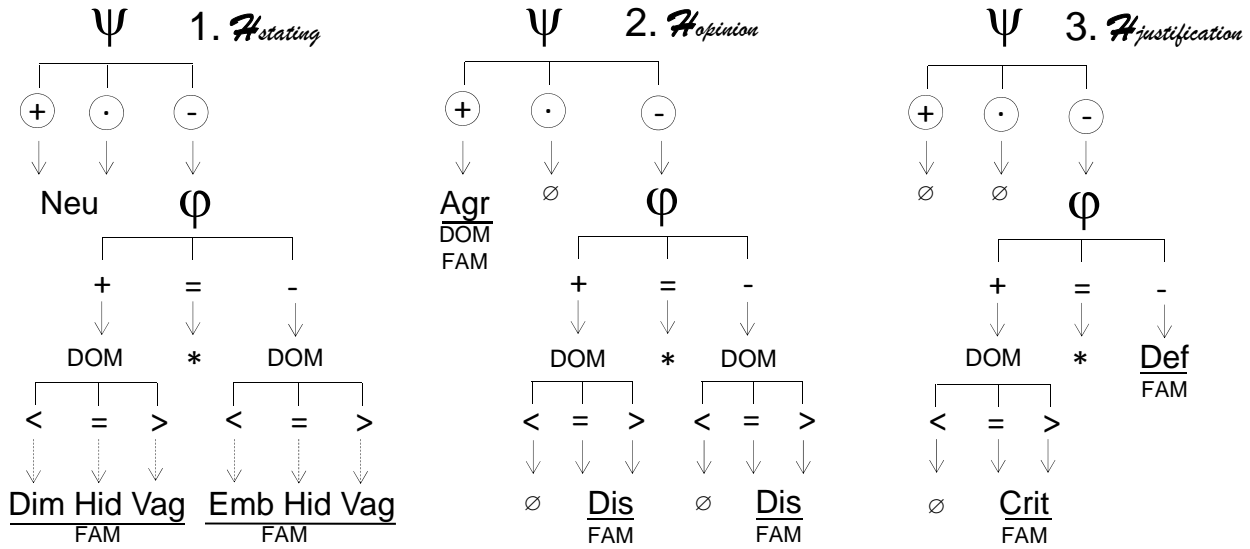 ψ 1. Hstating ψ 2. Hopinion ψ 3. Hjustification
+ · - + · - + · -
Neu φ Agr ∅ φ ∅ ∅ φ
DOM
FAM
+ = - + = - + = -
DOM * DOM DOM * DOM DOM * Def
FAM
< = > < = > < = > < = > < = >
Dim Hid Vag Emb Hid Vag ∅ Dis ∅ Dis ∅ Crit
FAM FAM FAM FAM FAM